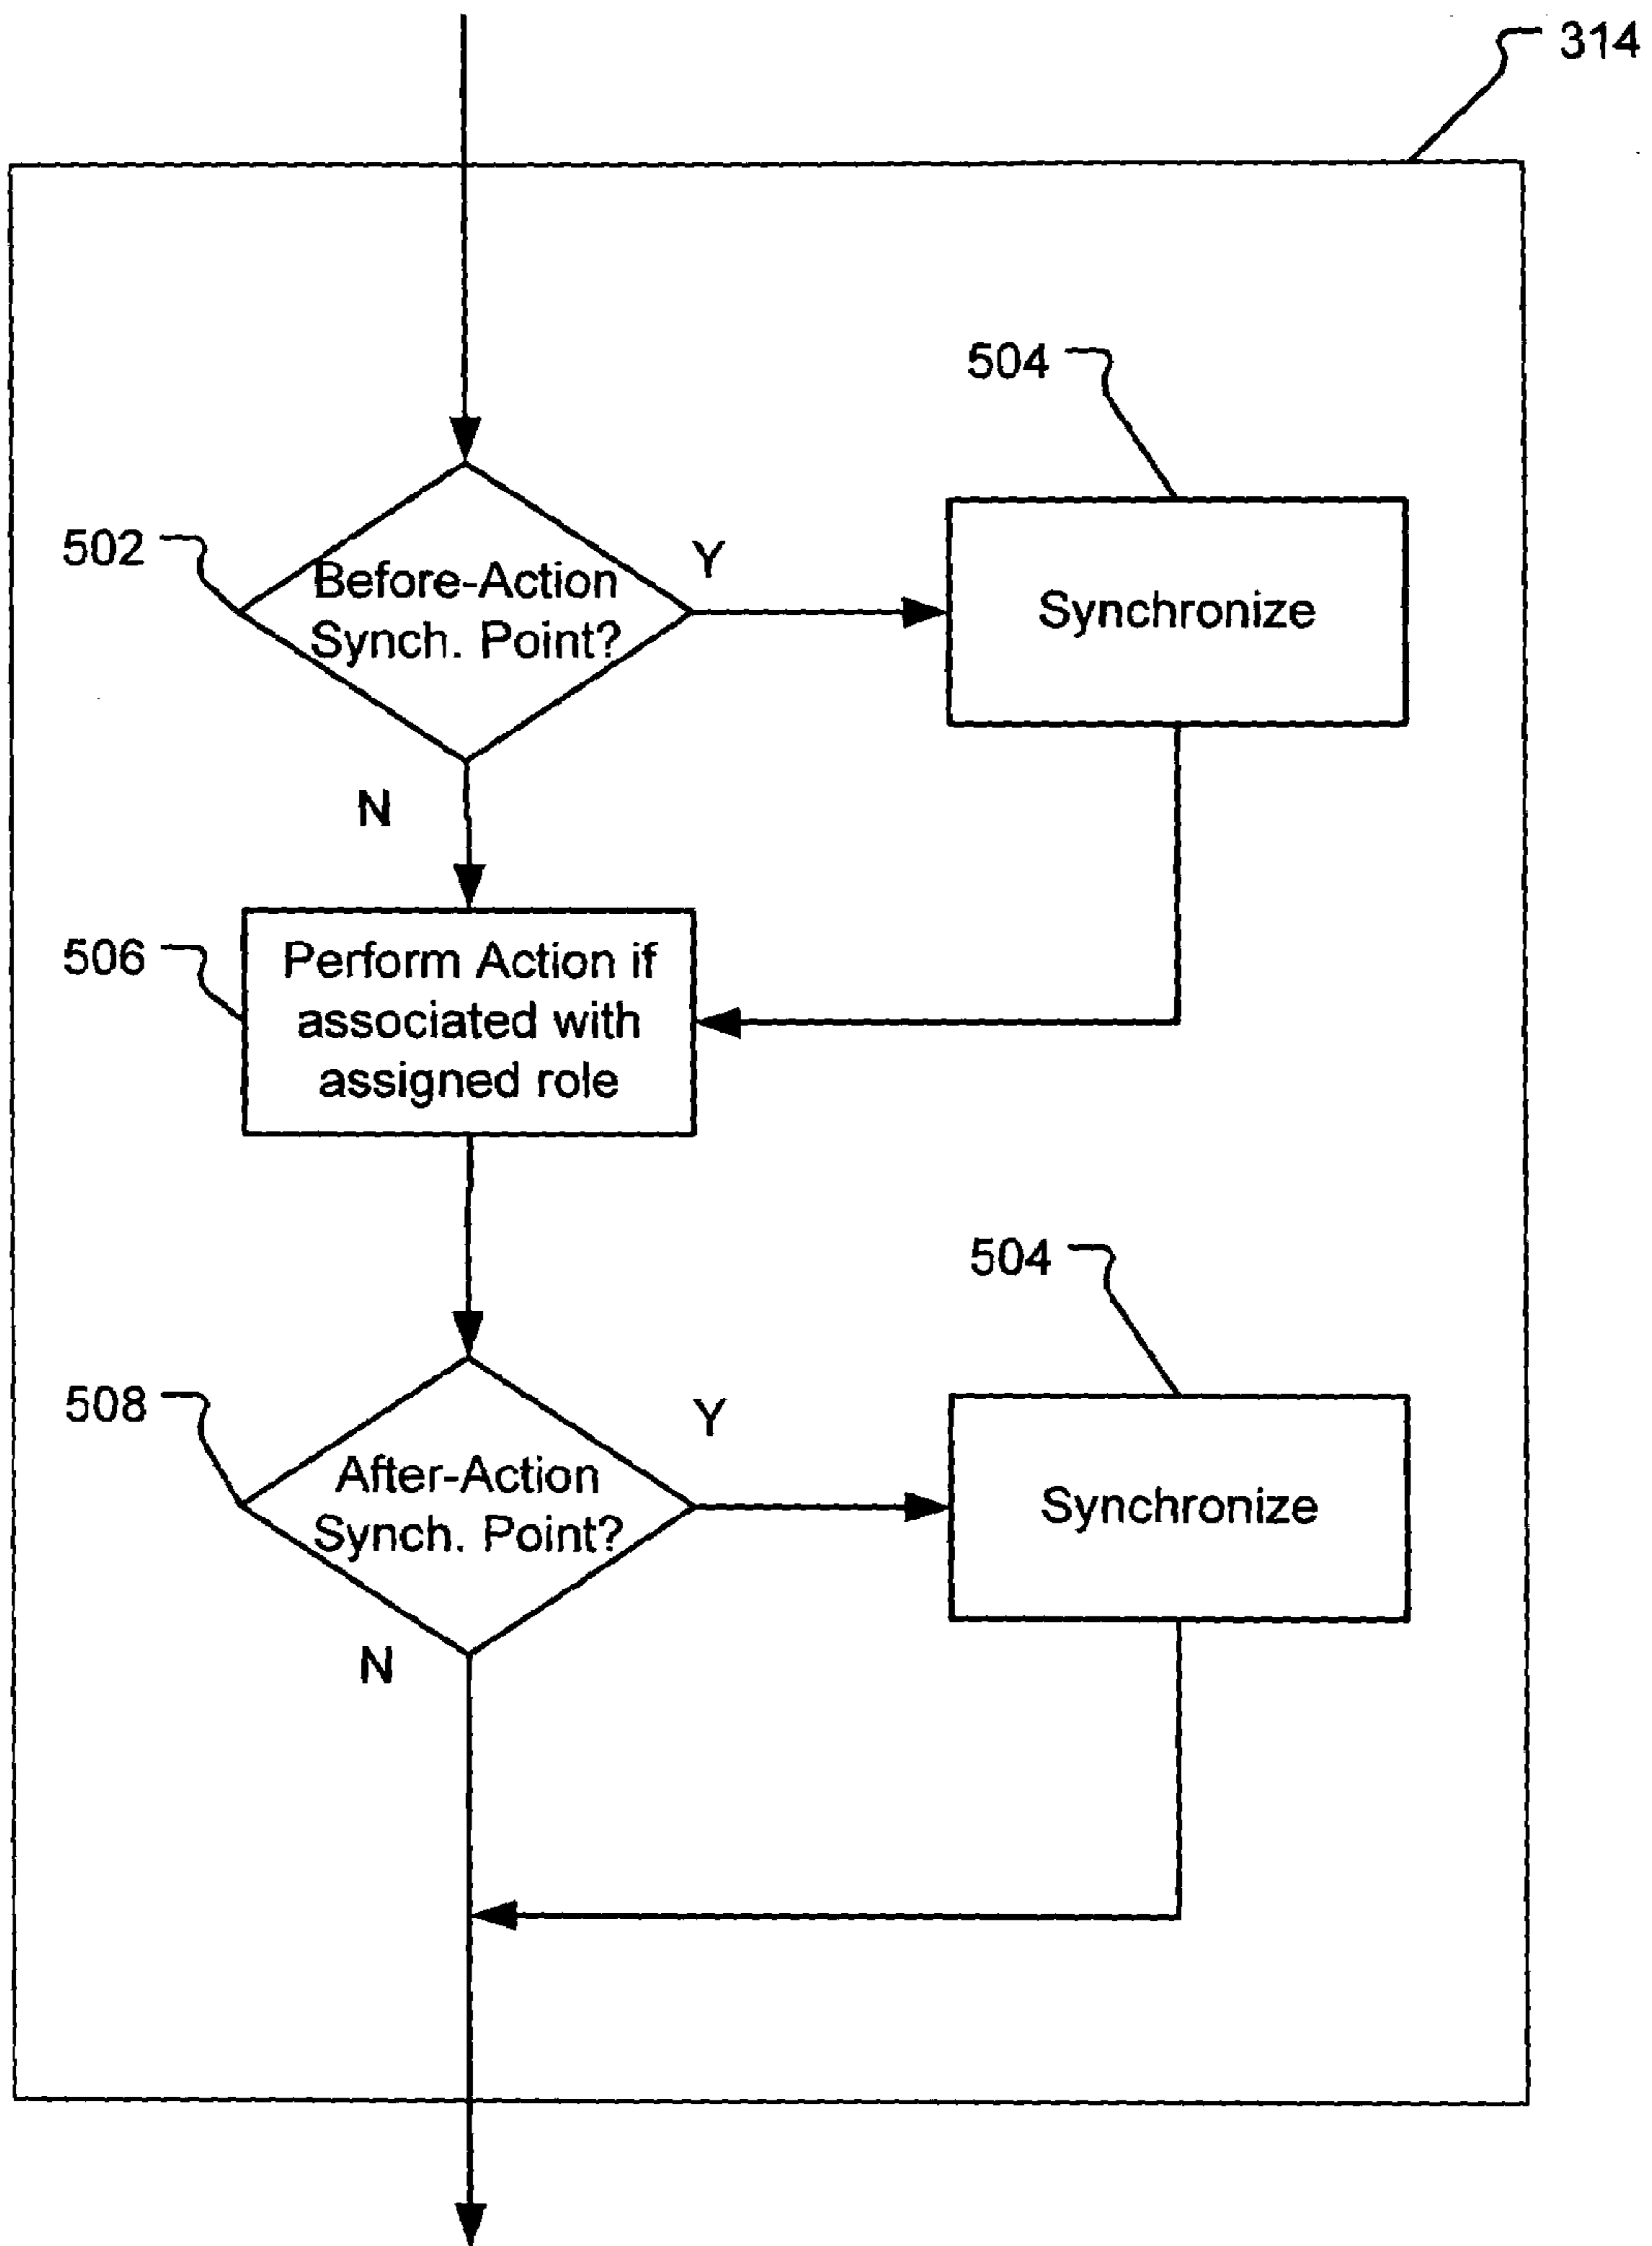 314
504
502
Before-Action
Synch. Point?
Y
Synchronize
N
506
Perform Action if
associated with
assigned role
504
508
After-Action
Synch. Point?
Y
Synchronize
N